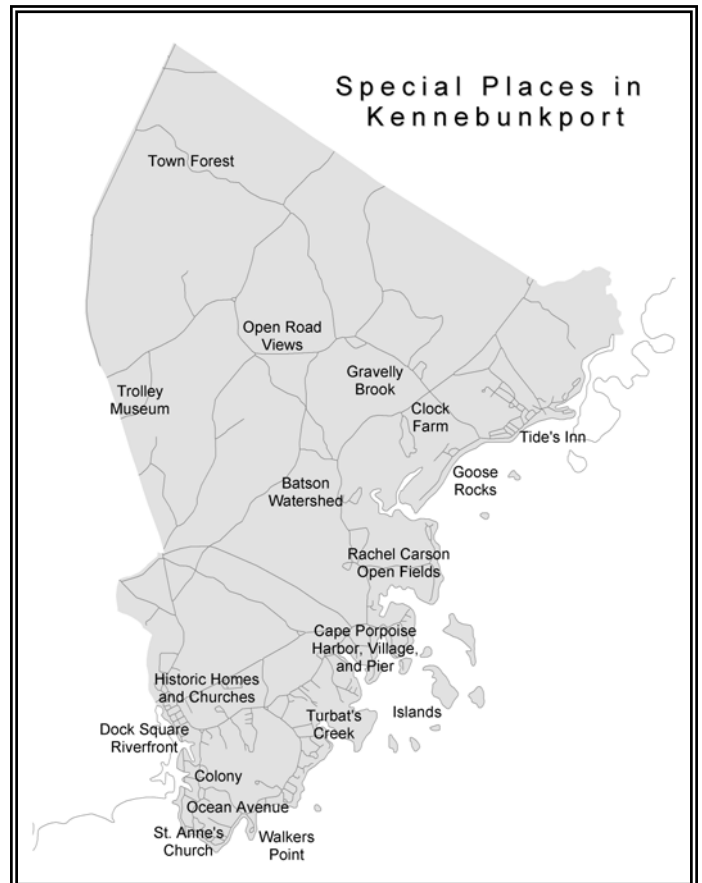 Special Places in
Kennebunkport
Town Forest
Open Road
Views
Gravelly
Brook
Trolley
Museum
Clock
Farm
Tide's Inn
Goose
Rocks
Batson
Watershed
Rachel Carson
Open Fields
Cape Porpoise
Harbor, Village,
and Pier
Historic Homes
and Churches
Islands
Turbat's
Creek
Dock Square
Riverfront
Colony
Ocean Avenue
St. Anne's
Church
Walkers
Point